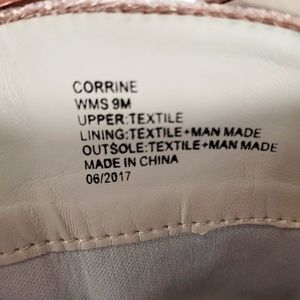 CORRINE
WMS 9M
UPPER:TEXTILE
LINING:TEXTILE+MAN MADE
OUTSOLE:TEXTILE+MAN MADE
MADE IN CHINA
06/2017